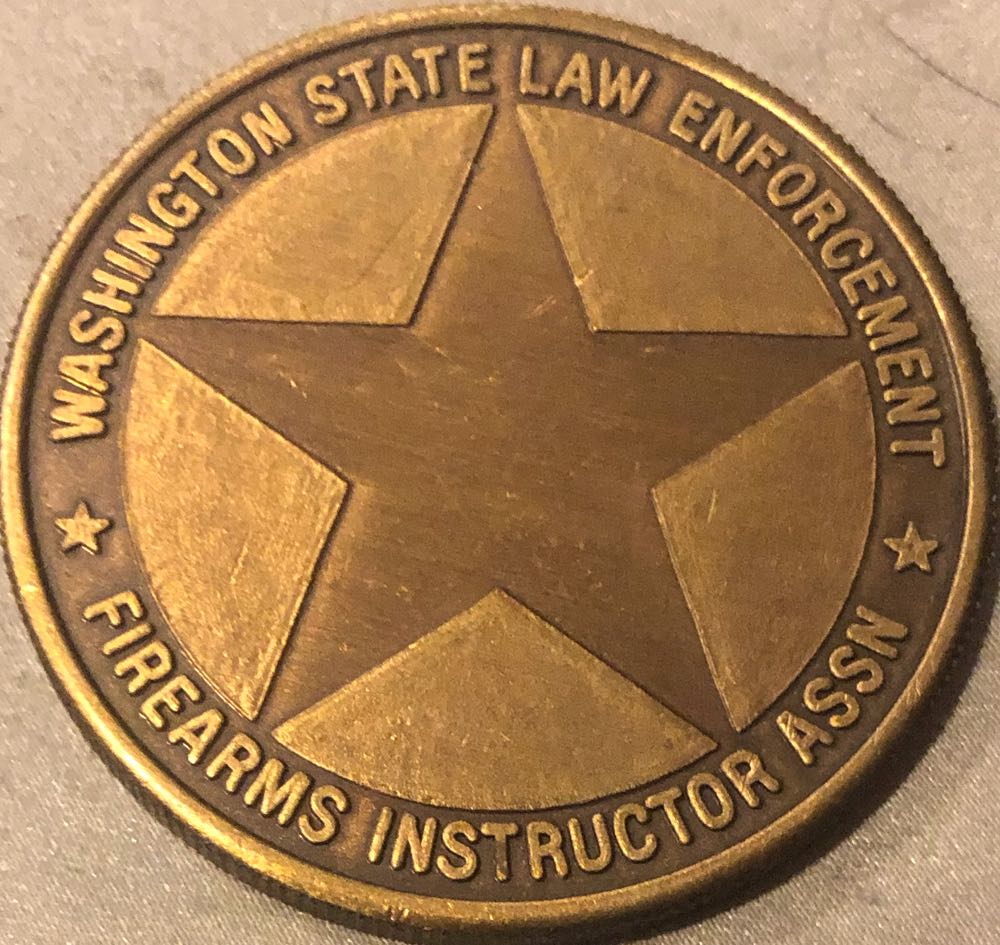 WASHINGTON STATE LAW ENFORCEMENT
FIREARMS INSTRUCTOR ASSN